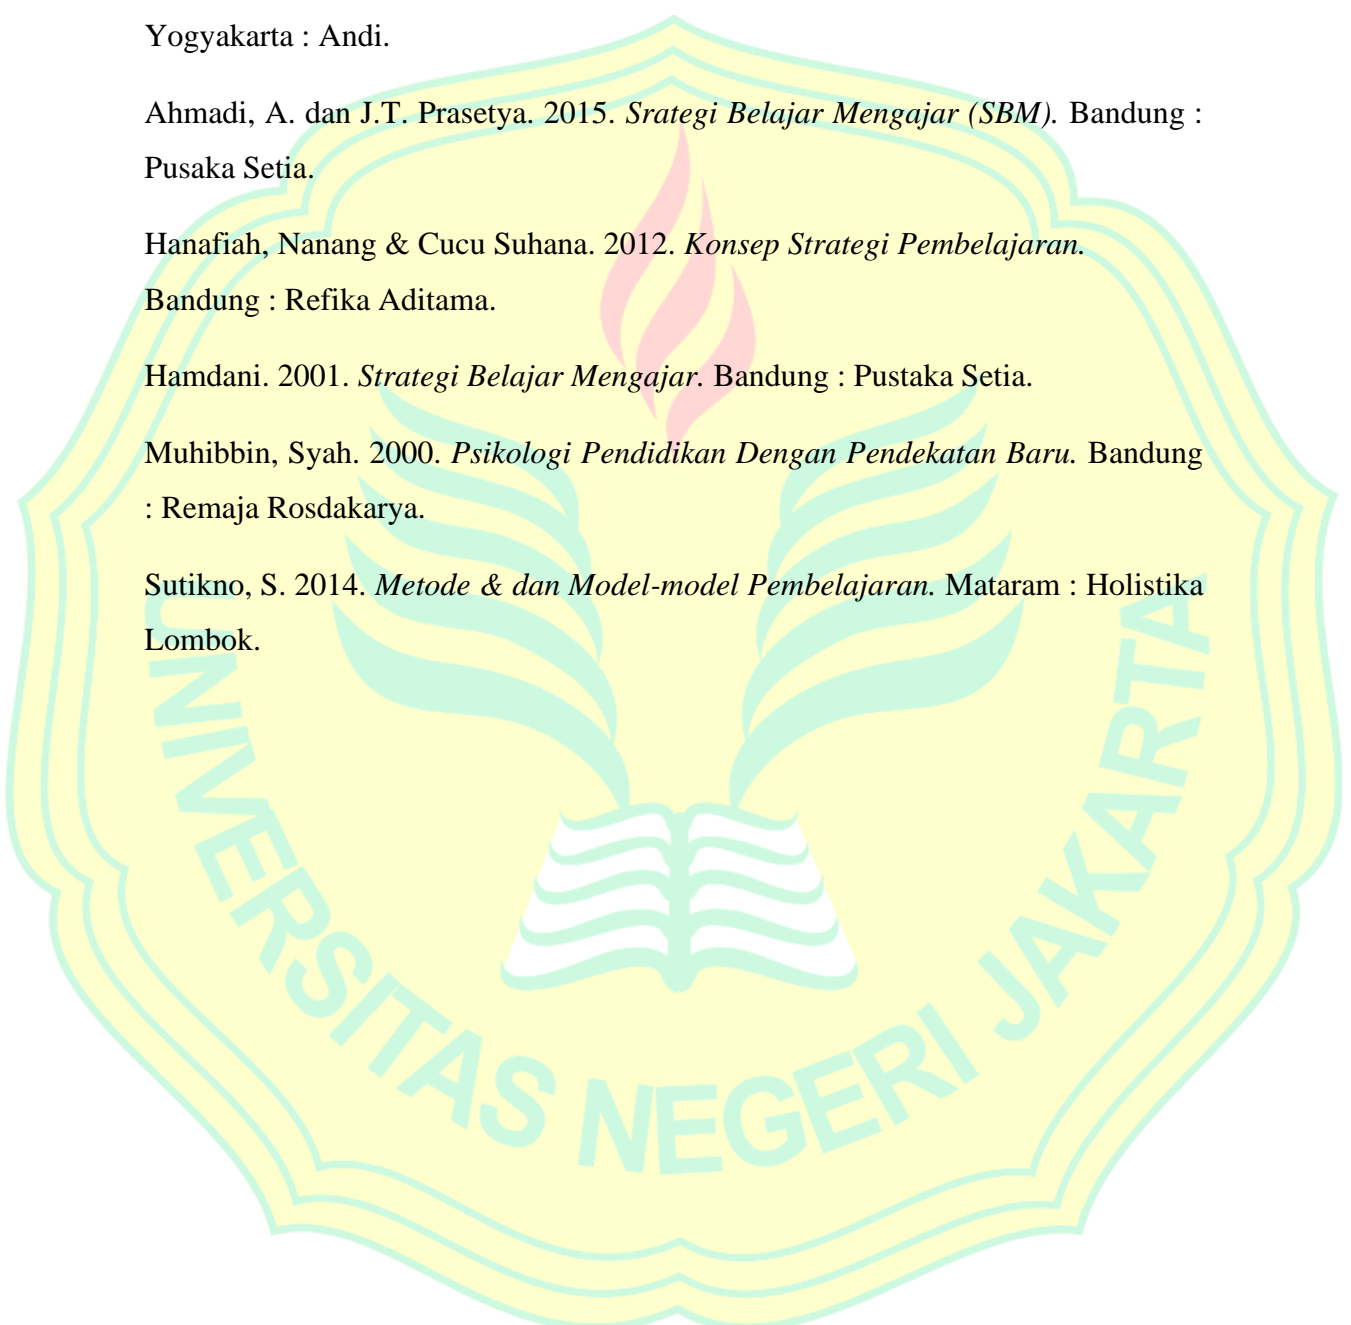 Yogyakarta : Andi.
Ahmadi, A. dan J.T. Prasetya. 2015. Srategi Belajar Mengajar (SBM). Bandung :
Pusaka Setia.
Hanafiah, Nanang & Cucu Suhana. 2012. Konsep Strategi Pembelajaran.
Bandung : Refika Aditama.
Hamdani. 2001. Strategi Belajar Mengajar. Bandung : Pustaka Setia.
Muhibbin, Syah. 2000. Psikologi Pendidikan Dengan Pendekatan Baru. Bandung
: Remaja Rosdakarya.
Sutikno, S. 2014. Metode & dan Model-model Pembelajaran. Mataram : Holistika
Lombok.
UNIVERSITAS NEGERI JAKARTA